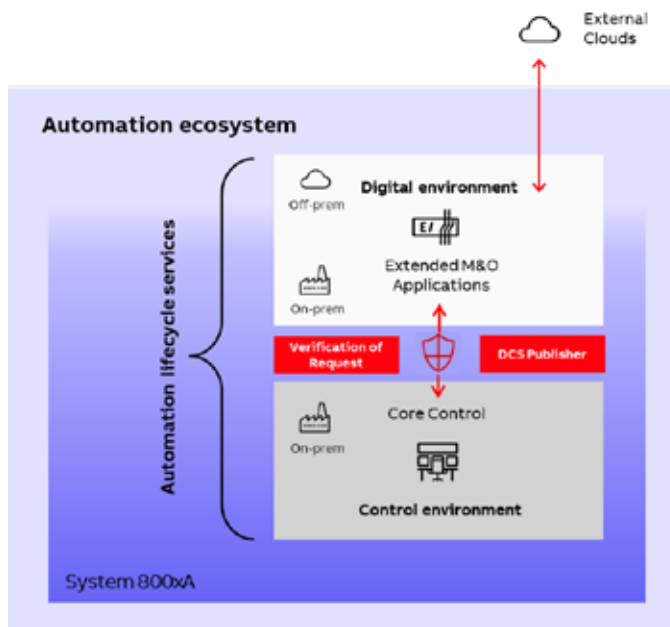 External
Clouds
Automation ecosystem
Automation lifecycle services
Off-prem
Digital environment
Extended M&O
Applications
On-prem
Verification of
Request
DCS Publisher
On-prem
Core Control
Control environment
System 800xA